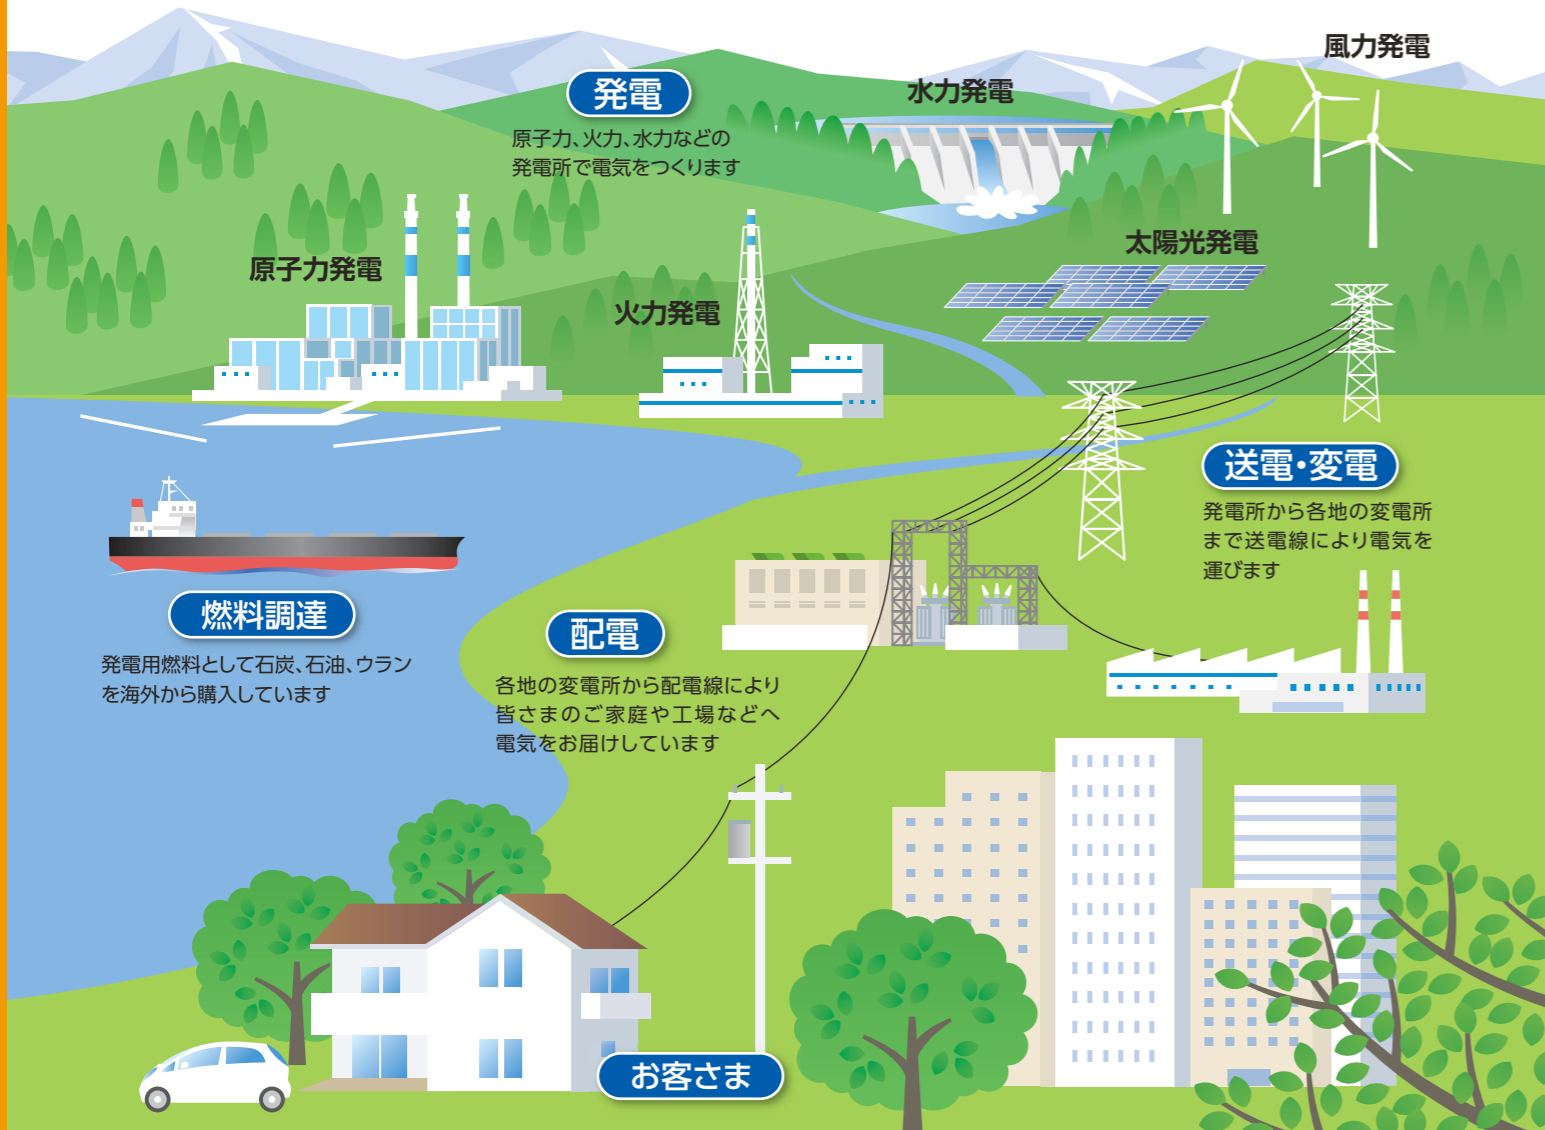 風力発電
発電
水力発電
原子力、火力、水力などの
発電所で電気をつくります
太陽光発電
原子力発電
火力発電
送電・変電
発電所から各地の変電所
まで送電線により電気を
運びます
燃料調達
発電用燃料として石炭、石油、ウラン
を海外から購入しています
配電
各地の変電所から配電線により
皆さまのご家庭や工場などへ
電気をお届けしています
お客さま